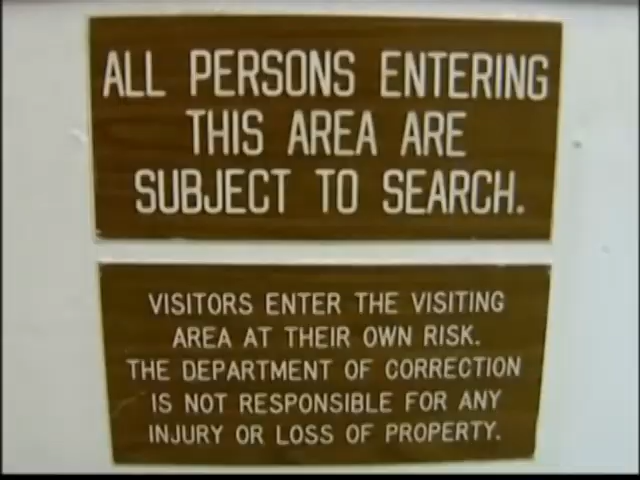 ALL PERSONS ENTERING
THIS AREA ARE
SUBJECT TO SEARCH.
VISITORS ENTER THE VISITING
AREA AT THEIR OWN RISK.
THE DEPARTMENT OF CORRECTION
IS NOT RESPONSIBLE FOR ANY
INJURY OR LOSS OF PROPERTY.